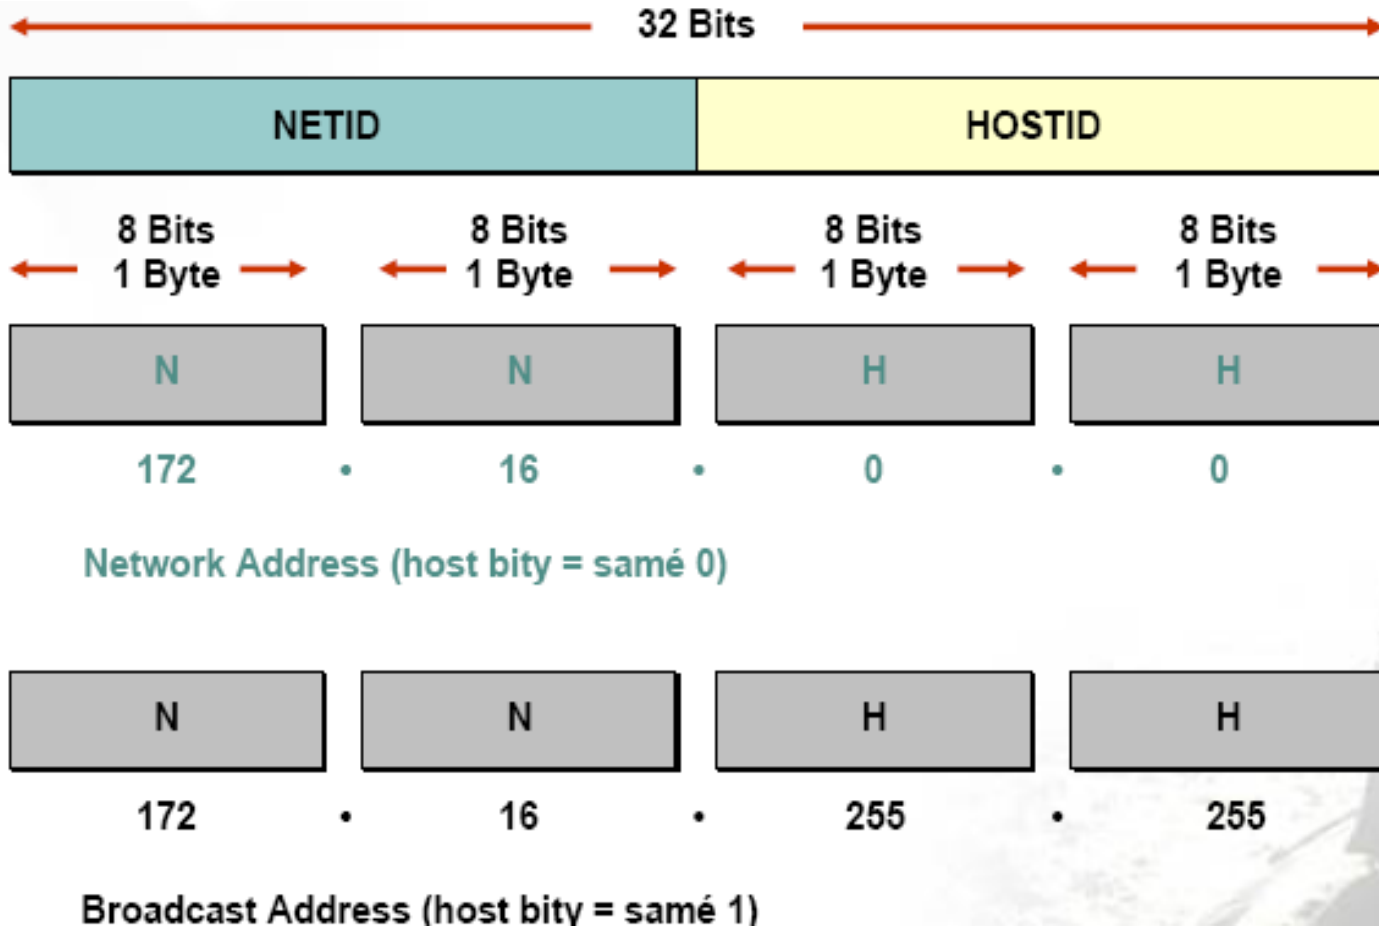 32 Bits
NETID HOSTID
8 Bits 8 Bits 8 Bits 8 Bits
1 Byte 1 Byte 1 Byte 1 Byte
N N H H
172 . 16 . 0 . 0
Network Address (host bity = samé 0)
N N H H
172 . 16 . 255 . 255
Broadcast Address (host bity = samé 1)